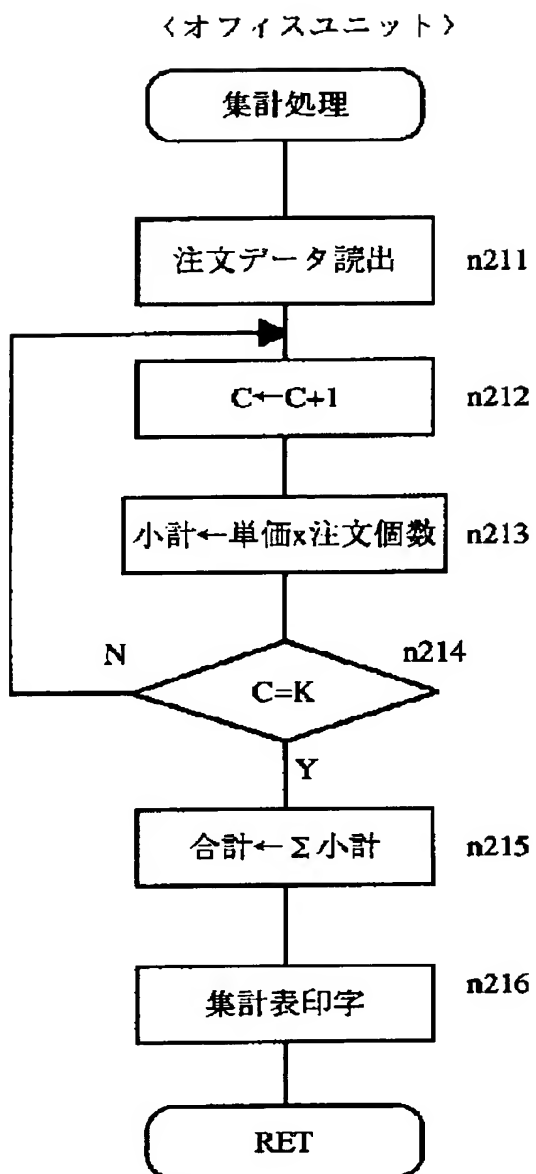 〈オフィスユニット〉
集計処理
注文データ読出 n211
C←C+1 n212
小計←単価x注文個数 n213
N n214
C=K
Y
合計←Σ小計 n215
集計表印字 n216
RET